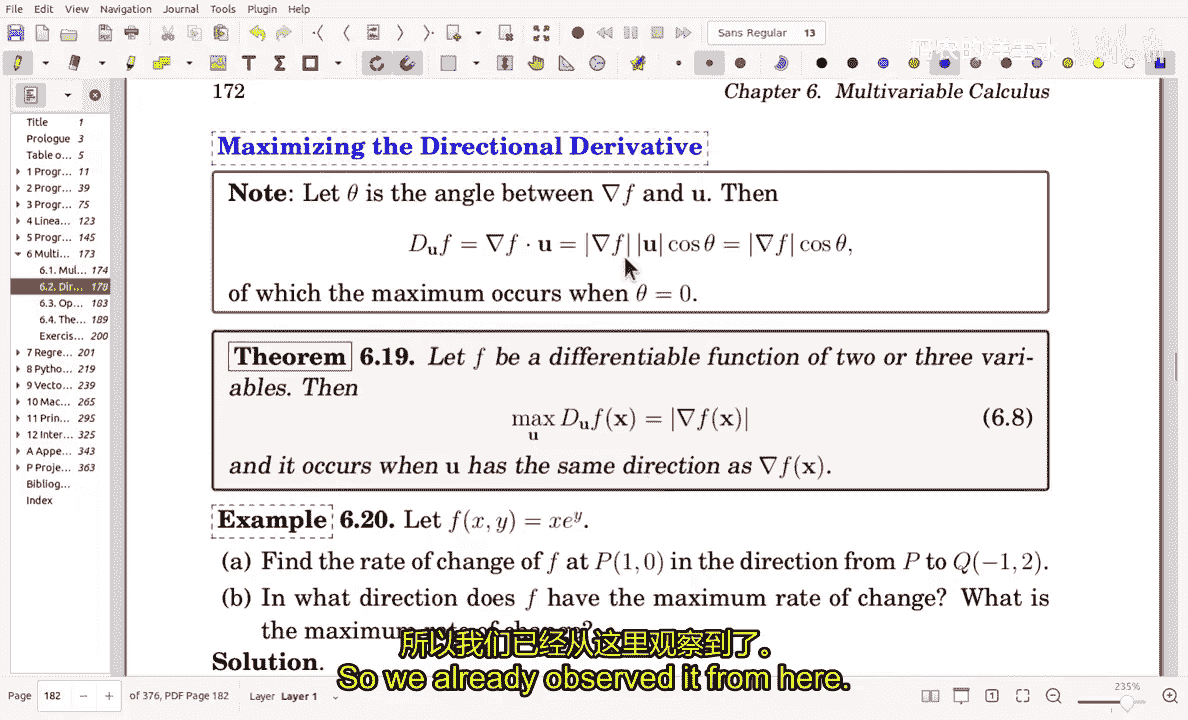 File Edit View Navigation Journal Tools Plugin Help
Sans Regular 13
Title 1
Prologue 3
Table o... 5
1 Progr... 11
2 Progr... 39
3 Progr... 75
4 Linea... 123
5 Progr... 145
6 Multi... 173
6.1. Mul... 174
6.2. Dir... 178
6.3. Op... 183
6.4. The... 189
Exercis... 200
7 Regre... 201
8 Pytho... 219
9 Vecto... 239
10 Mac... 265
11 Prin... 295
12 Inter... 325
A Appe... 343
P Proje... 363
Bibliog...
Index
172 Chapter 6. Multivariable Calculus
Maximizing the Directional Derivative
Note: Let θ is the angle between ∇f and u. Then
D_u f = ∇f · u = |∇f| |u| cos θ = |∇f| cos θ,
of which the maximum occurs when θ = 0.
Theorem 6.19. Let f be a differentiable function of two or three vari-
ables. Then
max_u D_u f(x) = |∇f(x)| (6.8)
and it occurs when u has the same direction as ∇f(x).
Example 6.20. Let f(x, y) = xe^y.
(a) Find the rate of change of f at P(1, 0) in the direction from P to Q(−1, 2).
(b) In what direction does f have the maximum rate of change? What is
the maximum rate of change?
Solution.
所以我们已经从这里观察到了。
So we already observed it from here.
Page 182 − + of 376, PDF Page 182 Layer Layer 1 235%